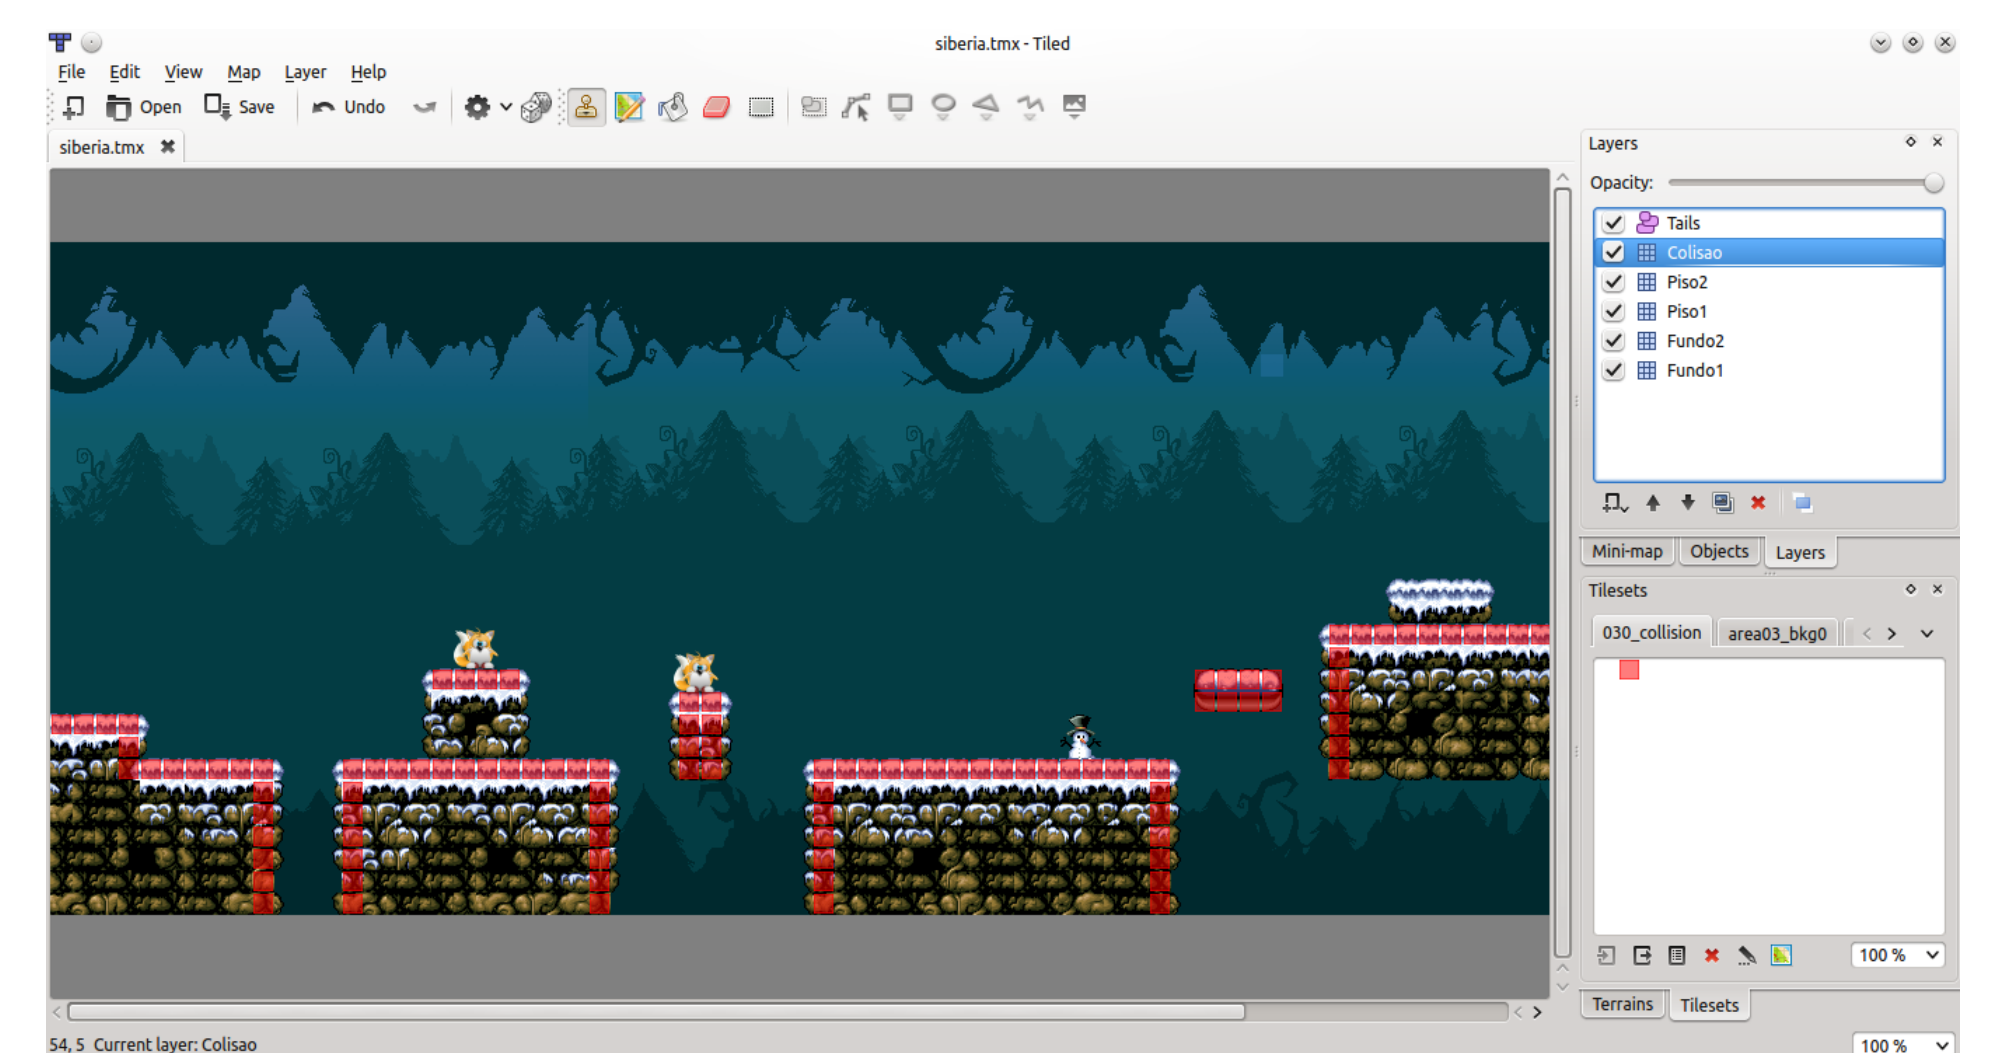 siberia.tmx - Tiled
File Edit View Map Layer Help
Open Save Undo
siberia.tmx
Layers
Opacity:
Tails
Colisao
Piso2
Piso1
Fundo2
Fundo1
Mini-map Objects Layers
Tilesets
030_collision area03_bkg0
100 %
Terrains Tilesets
54, 5 Current layer: Colisao
100 %